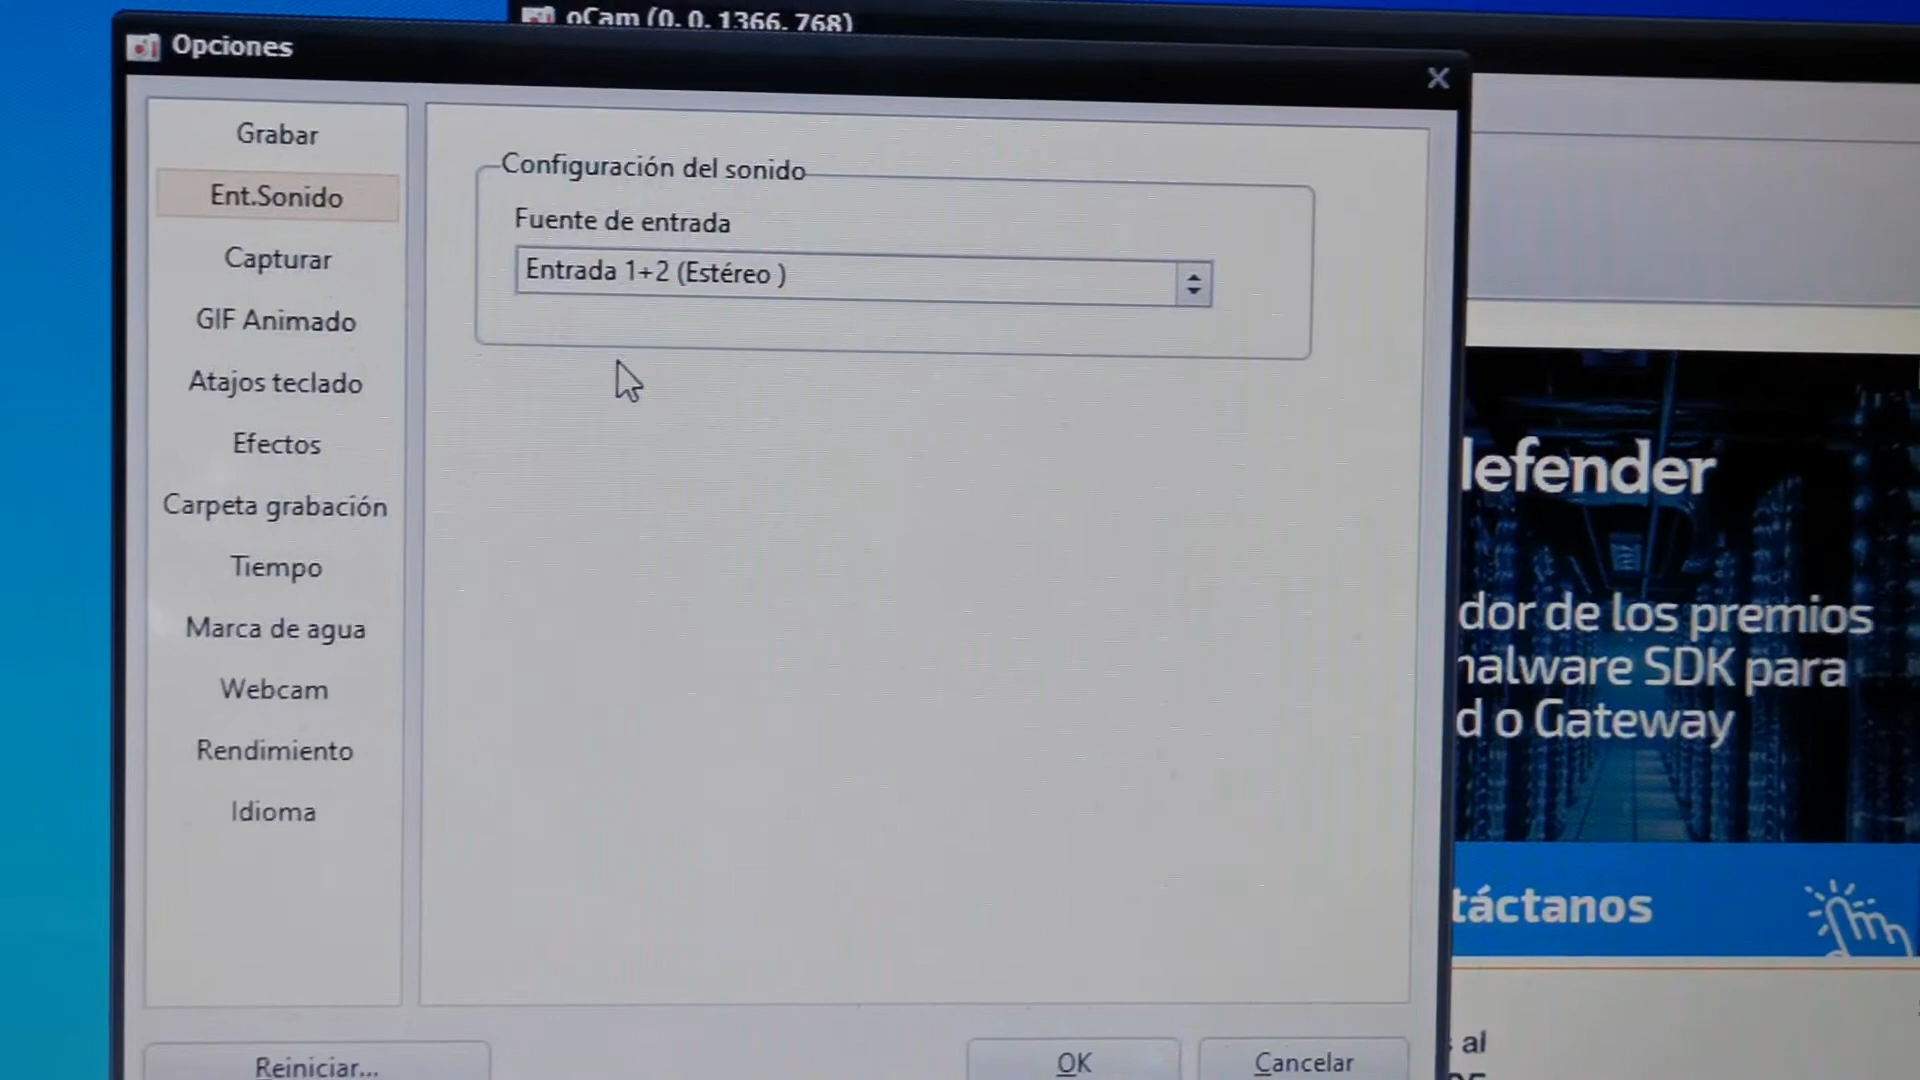 oCam (0, 0, 1366, 768)
Opciones
Grabar
Ent.Sonido
Capturar
GIF Animado
Atajos teclado
Efectos
Carpeta grabación
Tiempo
Marca de agua
Webcam
Rendimiento
Idioma
Configuración del sonido
Fuente de entrada
Entrada 1+2 (Estéreo )
Reiniciar...
OK
Cancelar
defender
dor de los premios
malware SDK para
d o Gateway
táctanos
al